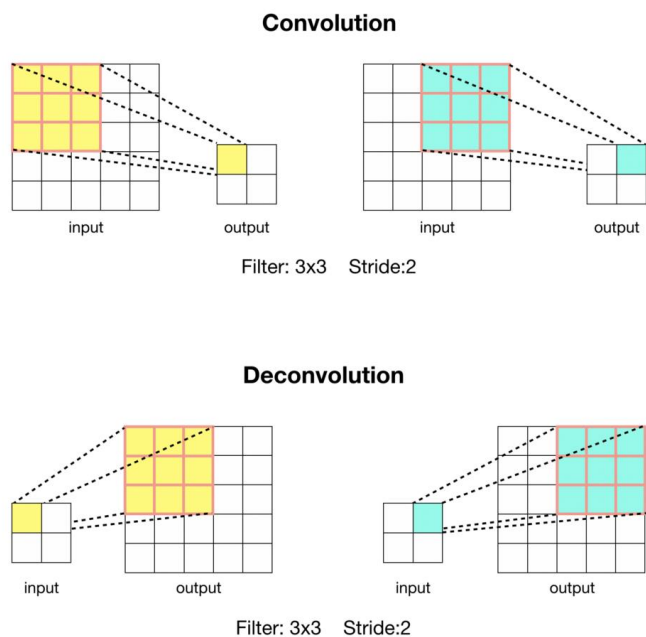 Convolution
input output input output
Filter: 3x3 Stride:2
Deconvolution
input output input output
Filter: 3x3 Stride:2